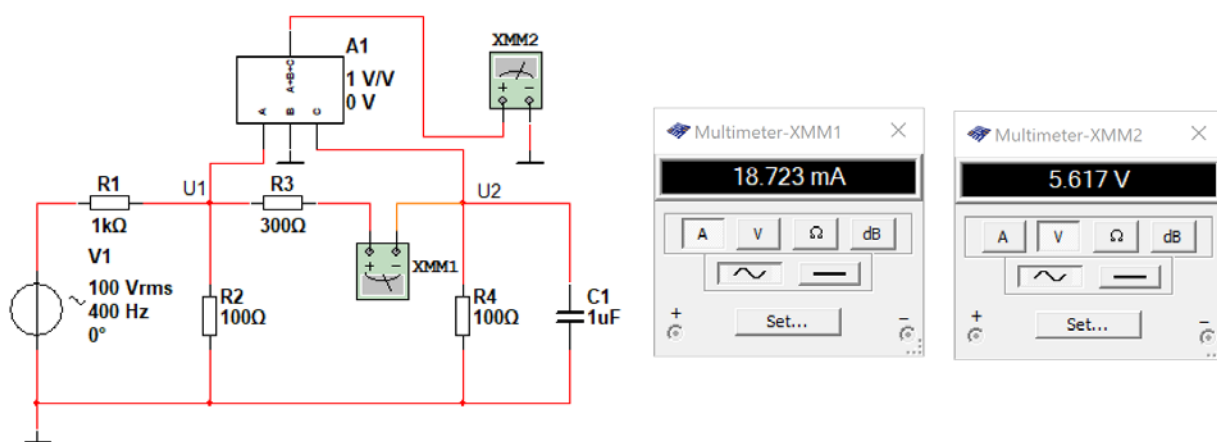 A1
A+B+C
1 V/V
0 V
A B C
XMM2
+ −
U1
R1
1kΩ
R3
300Ω
U2
+ −
XMM1
V1
100 Vrms
400 Hz
0°
R2
100Ω
R4
100Ω
C1
1uF
Multimeter-XMM1
18.723 mA
A V Ω dB
+ Set... −
Multimeter-XMM2
5.617 V
A V Ω dB
+ Set... −